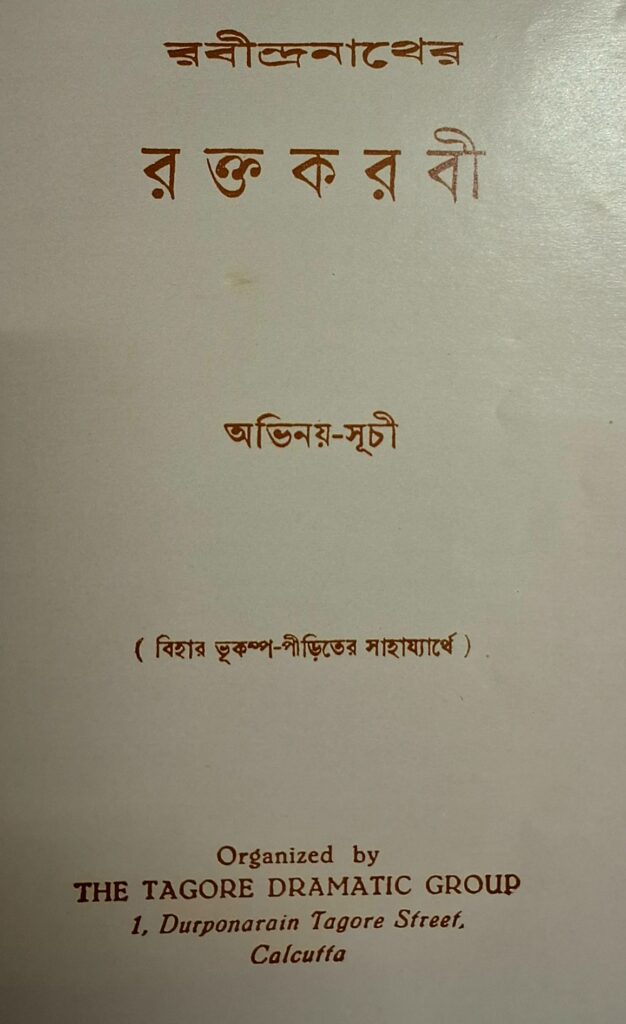 রবীন্দ্রনাথের
রক্তকরবী
অভিনয়-সূচী
( বিহার ভূকম্প-পীড়িতের সাহায্যার্থে )
Organized by
THE TAGORE DRAMATIC GROUP
1, Durponarain Tagore Street,
Calcutta